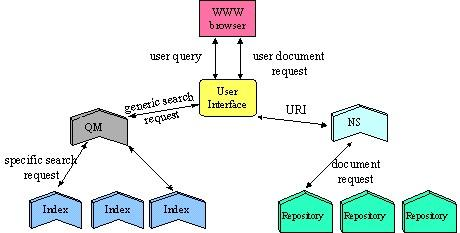 WWW
browser
user query
user document
request
User
Interface
generic search
request
URI
QM
NS
specific search
request
document
request
Index
Index
Index
Repository
Repository
Repository